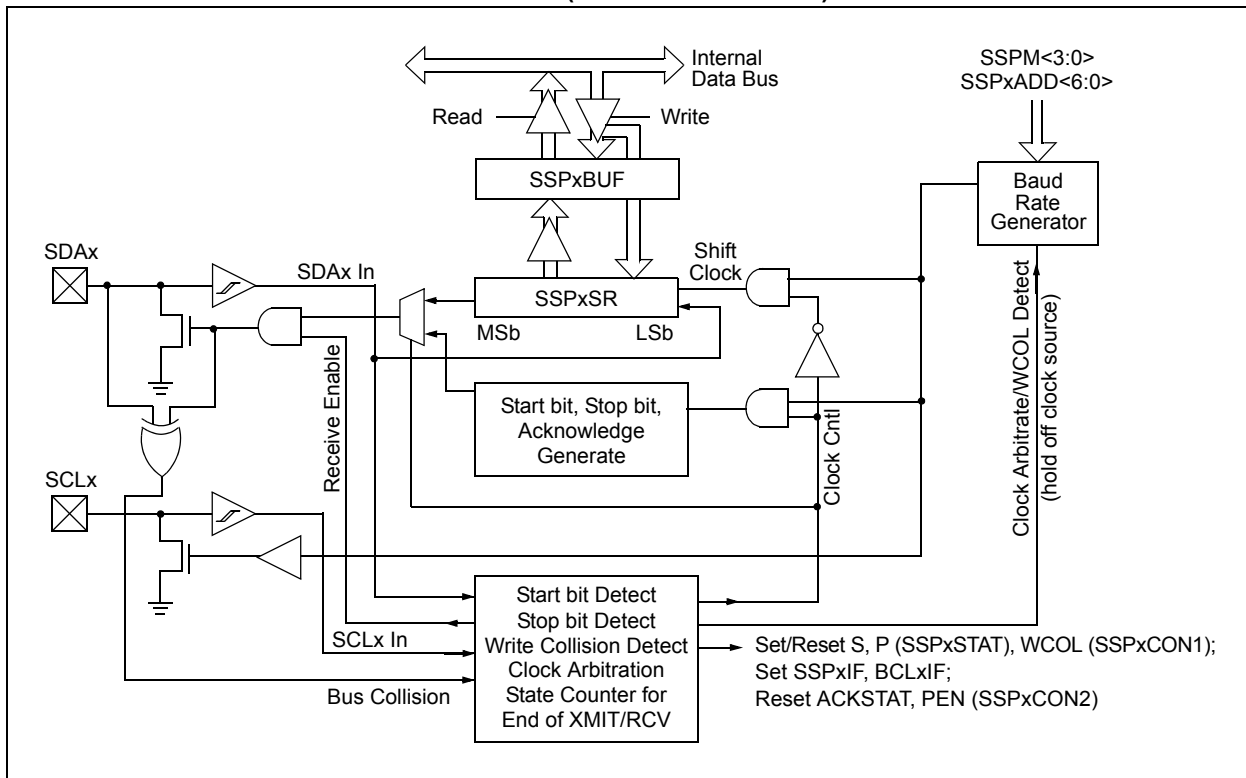 Internal
Data Bus
SSPM<3:0>
SSPxADD<6:0>
Read
Write
SSPxBUF
Baud
Rate
Generator
SDAx
SDAx In
Shift
Clock
SSPxSR
MSb
LSb
Receive Enable
Start bit, Stop bit,
Acknowledge
Generate
Clock Cntl
Clock Arbitrate/WCOL Detect
(hold off clock source)
SCLx
Start bit Detect
Stop bit Detect
SCLx In
Write Collision Detect
Clock Arbitration
Bus Collision
State Counter for
End of XMIT/RCV
Set/Reset S, P (SSPxSTAT), WCOL (SSPxCON1);
Set SSPxIF, BCLxIF;
Reset ACKSTAT, PEN (SSPxCON2)